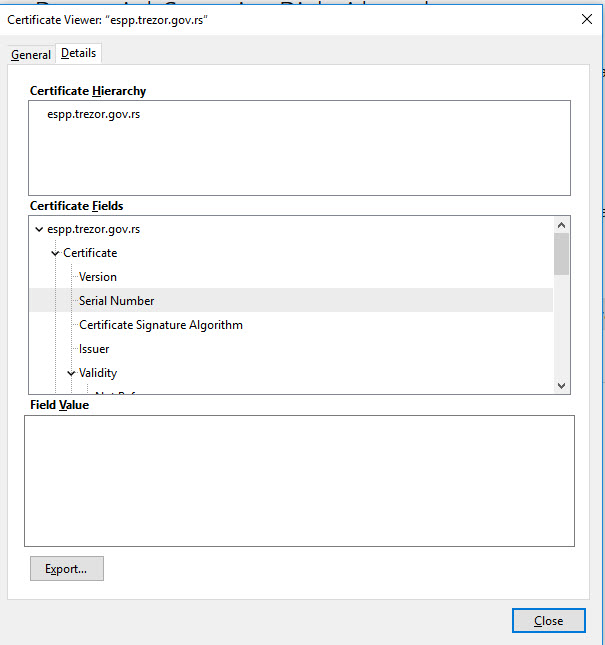 Certificate Viewer: "espp.trezor.gov.rs"
General Details
Certificate Hierarchy
espp.trezor.gov.rs
Certificate Fields
espp.trezor.gov.rs
Certificate
Version
Serial Number
Certificate Signature Algorithm
Issuer
Validity
Field Value
Export...
Close